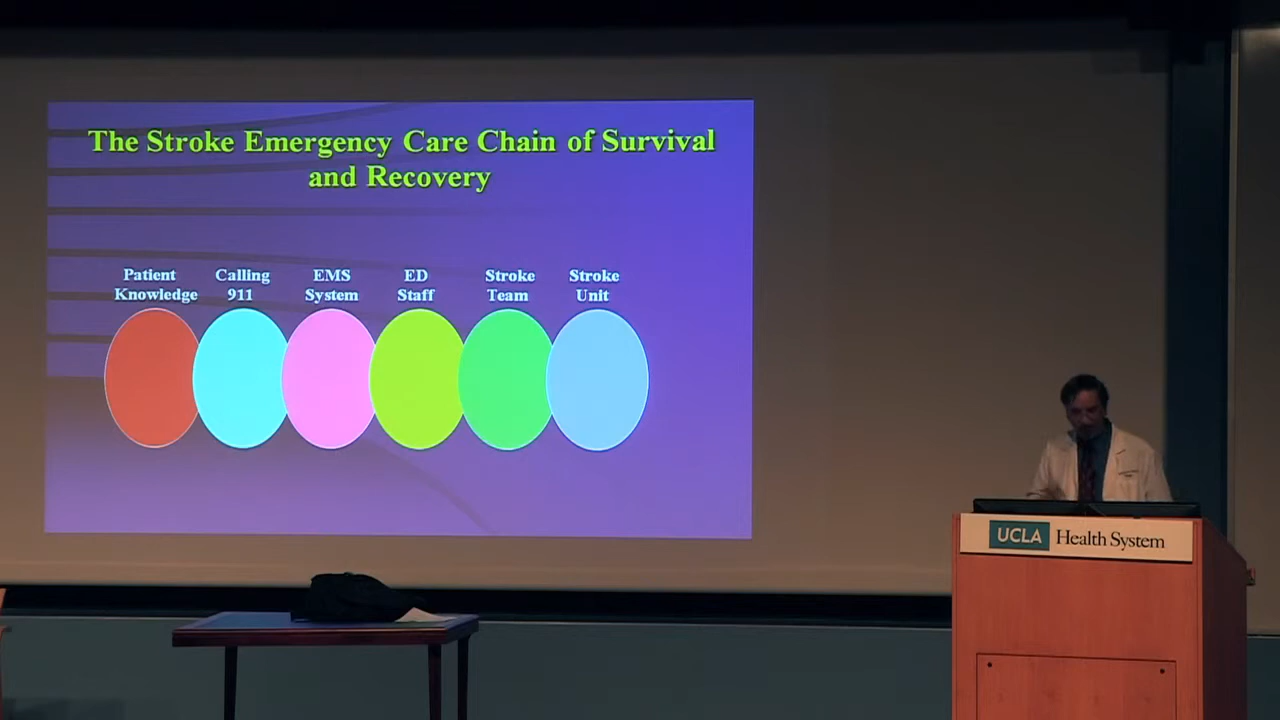 The Stroke Emergency Care Chain of Survival
and Recovery
Patient
Knowledge
Calling
911
EMS
System
ED
Staff
Stroke
Team
Stroke
Unit
UCLA Health System